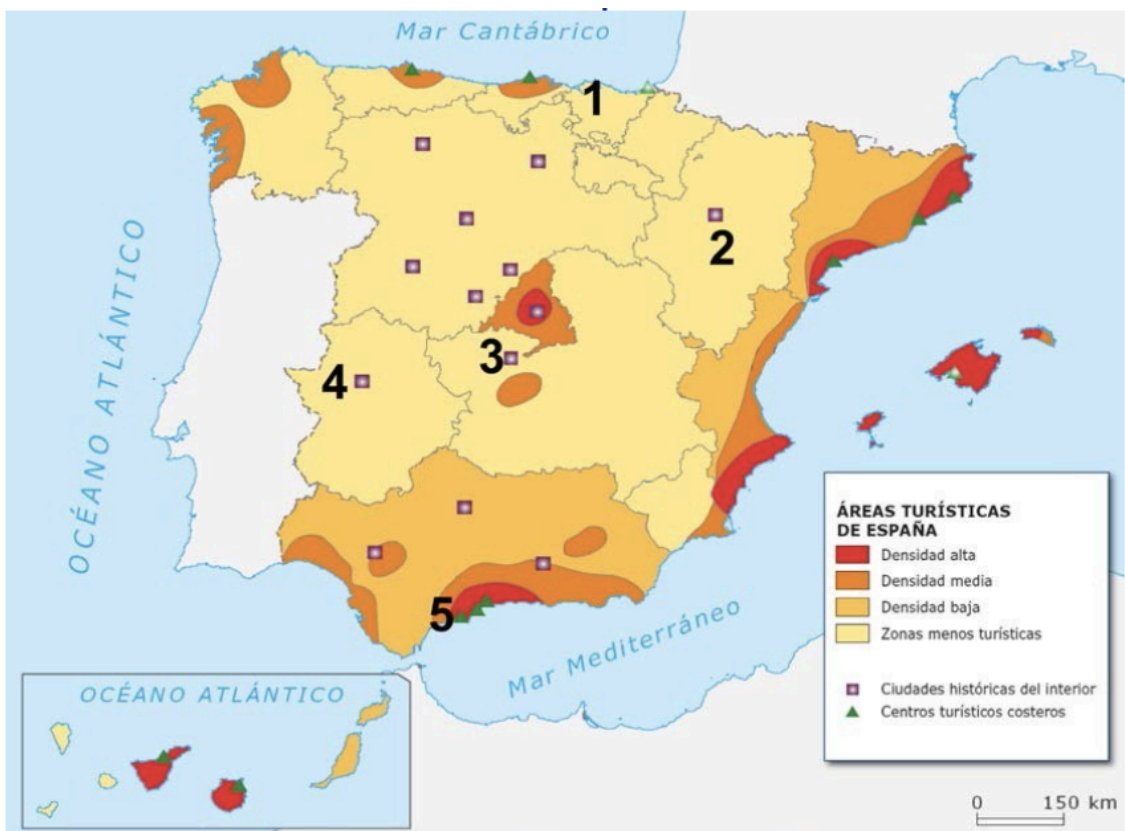 Mar Cantábrico
1
2
OCÉANO ATLÁNTICO
3
4
ÁREAS TURÍSTICAS
DE ESPAÑA
Densidad alta
Densidad media
Densidad baja
Zonas menos turísticas
Ciudades históricas del interior
Centros turísticos costeros
5
Mar Mediterráneo
OCÉANO ATLÁNTICO
0 150 km